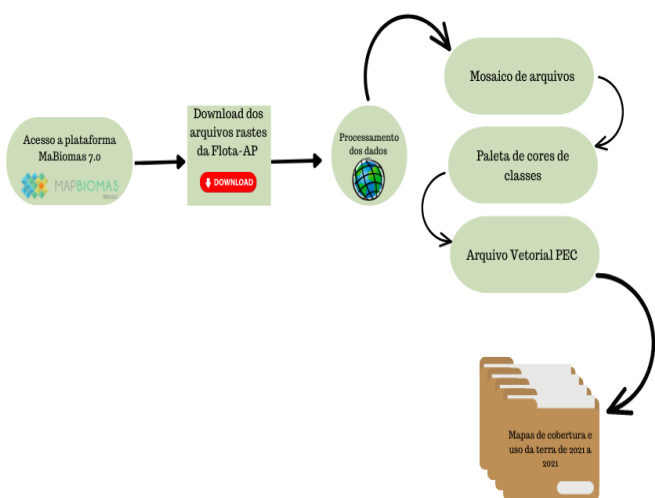 Acesso a plataforma
MaBiomas 7.0
MAPBIOMAS
Download dos
arquivos rastes
da Flota-AP
DOWNLOAD
Processamento
dos dados
Mosaico de arquivos
Paleta de cores de
classes
Arquivo Vetorial PEC
Mapas de cobertura e
uso da terra de 2021 a
2021